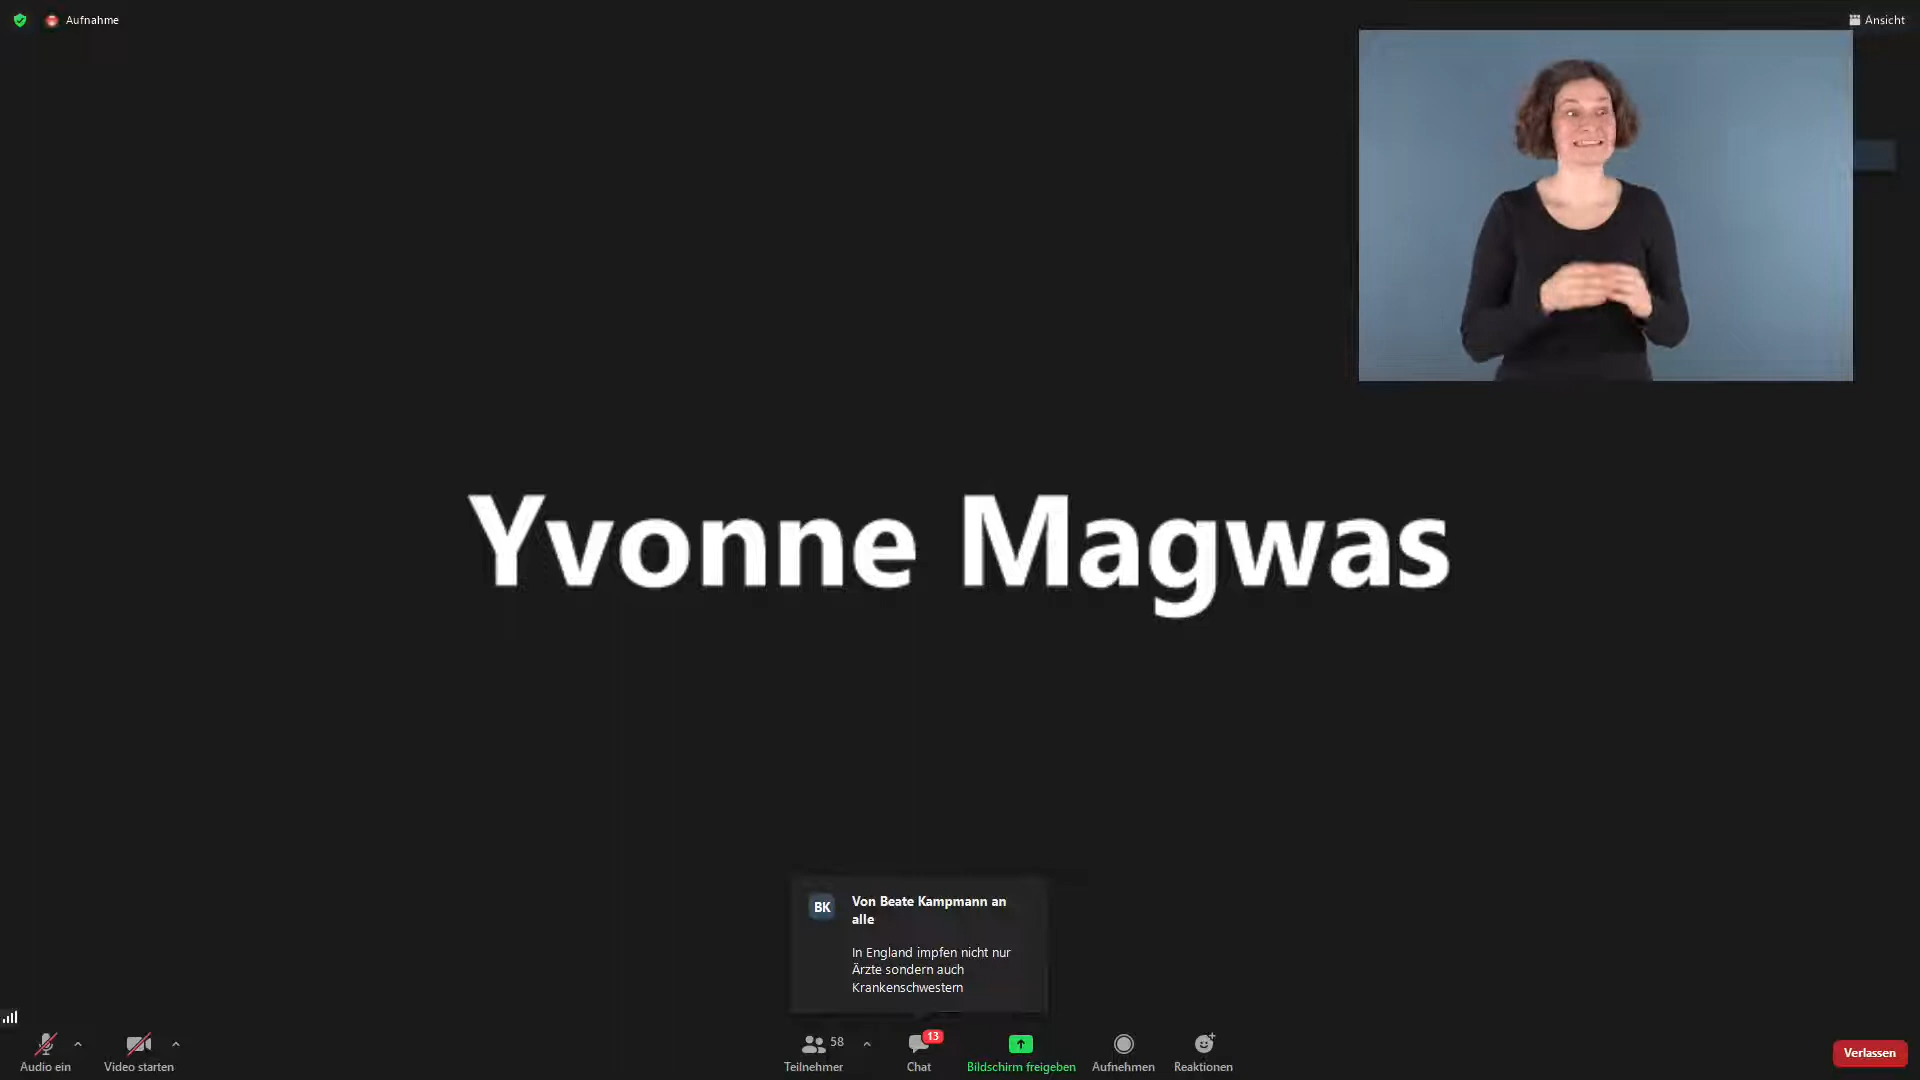 Aufnahme
Ansicht
Yvonne Magwas
BK
Von Beate Kampmann an
alle
In England impfen nicht nur
Ärzte sondern auch
Krankenschwestern
58
13
Audio ein
Video starten
Teilnehmer
Chat
Bildschirm freigeben
Aufnehmen
Reaktionen
Verlassen